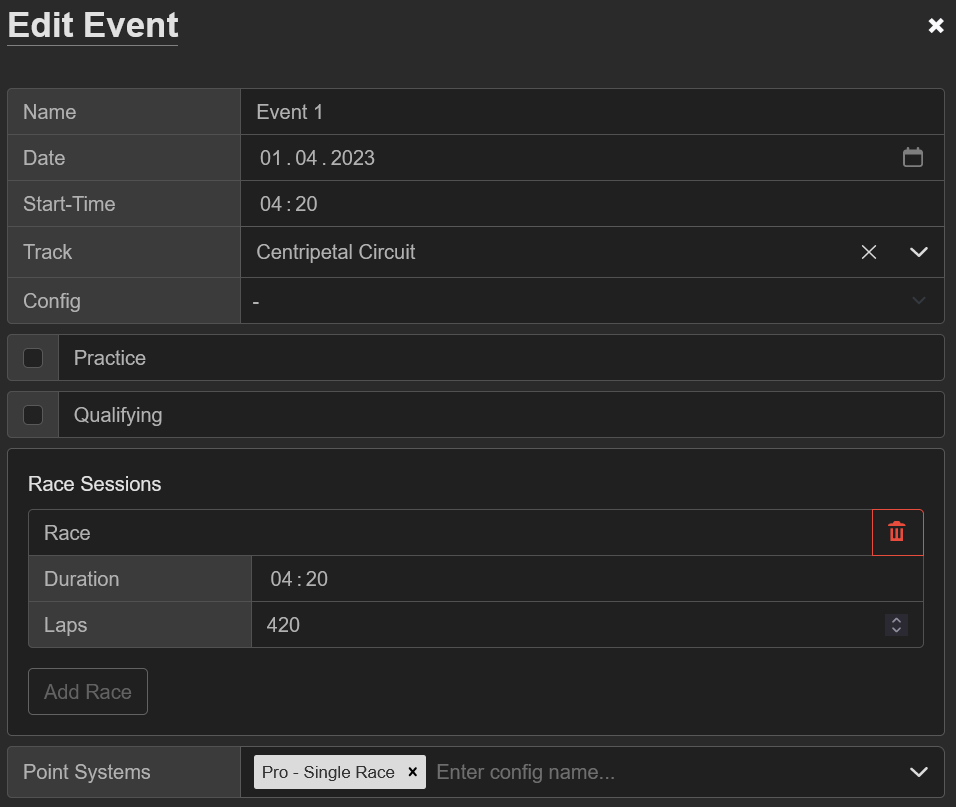 Edit Event
Name Event 1
Date 01.04.2023
Start-Time 04:20
Track Centripetal Circuit
Config -
Practice
Qualifying
Race Sessions
Race
Duration 04:20
Laps 420
Add Race
Point Systems Pro - Single Race × Enter config name...